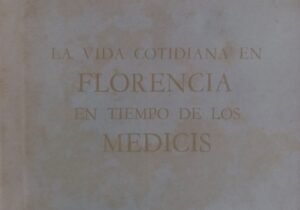 LA VIDA COTIDIANA EN
FLORENCIA
EN TIEMPO DE LOS
MEDICIS